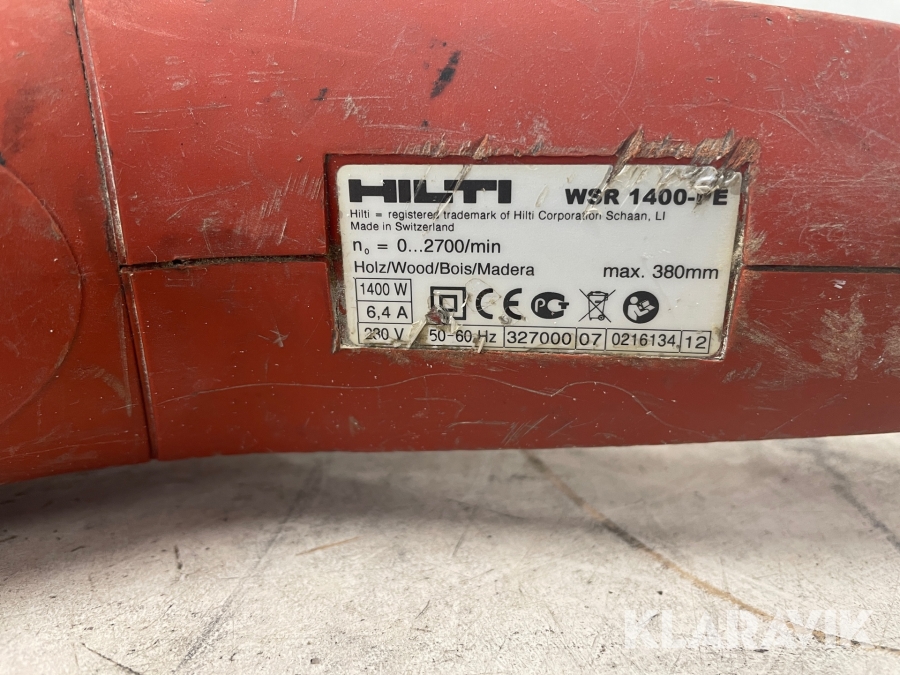 HILTI WSR 1400-PE
Hilti = registered trademark of Hilti Corporation Schaan, LI
Made in Switzerland
n₀ = 0...2700/min
Holz/Wood/Bois/Madera max. 380mm
1400 W
6,4 A CE
230 V 50-60 Hz 327000 07 0216134 12
KLARAVIK